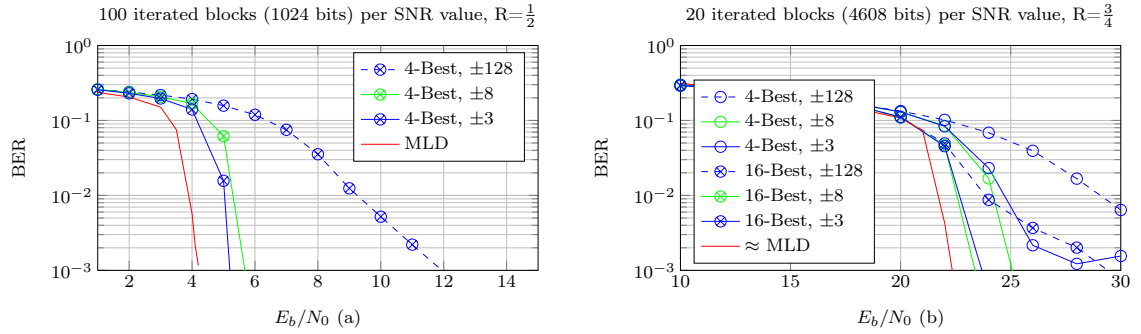 100 iterated blocks (1024 bits) per SNR value, R=1/2
10^0
10^−1
10^−2
10^−3
BER
4-Best, ±128
4-Best, ±8
4-Best, ±3
MLD
2 4 6 8 10 12 14
E_b/N_0 (a)
20 iterated blocks (4608 bits) per SNR value, R=3/4
10^0
10^−1
10^−2
10^−3
BER
4-Best, ±128
4-Best, ±8
4-Best, ±3
16-Best, ±128
16-Best, ±8
16-Best, ±3
≈ MLD
10 15 20 25 30
E_b/N_0 (b)